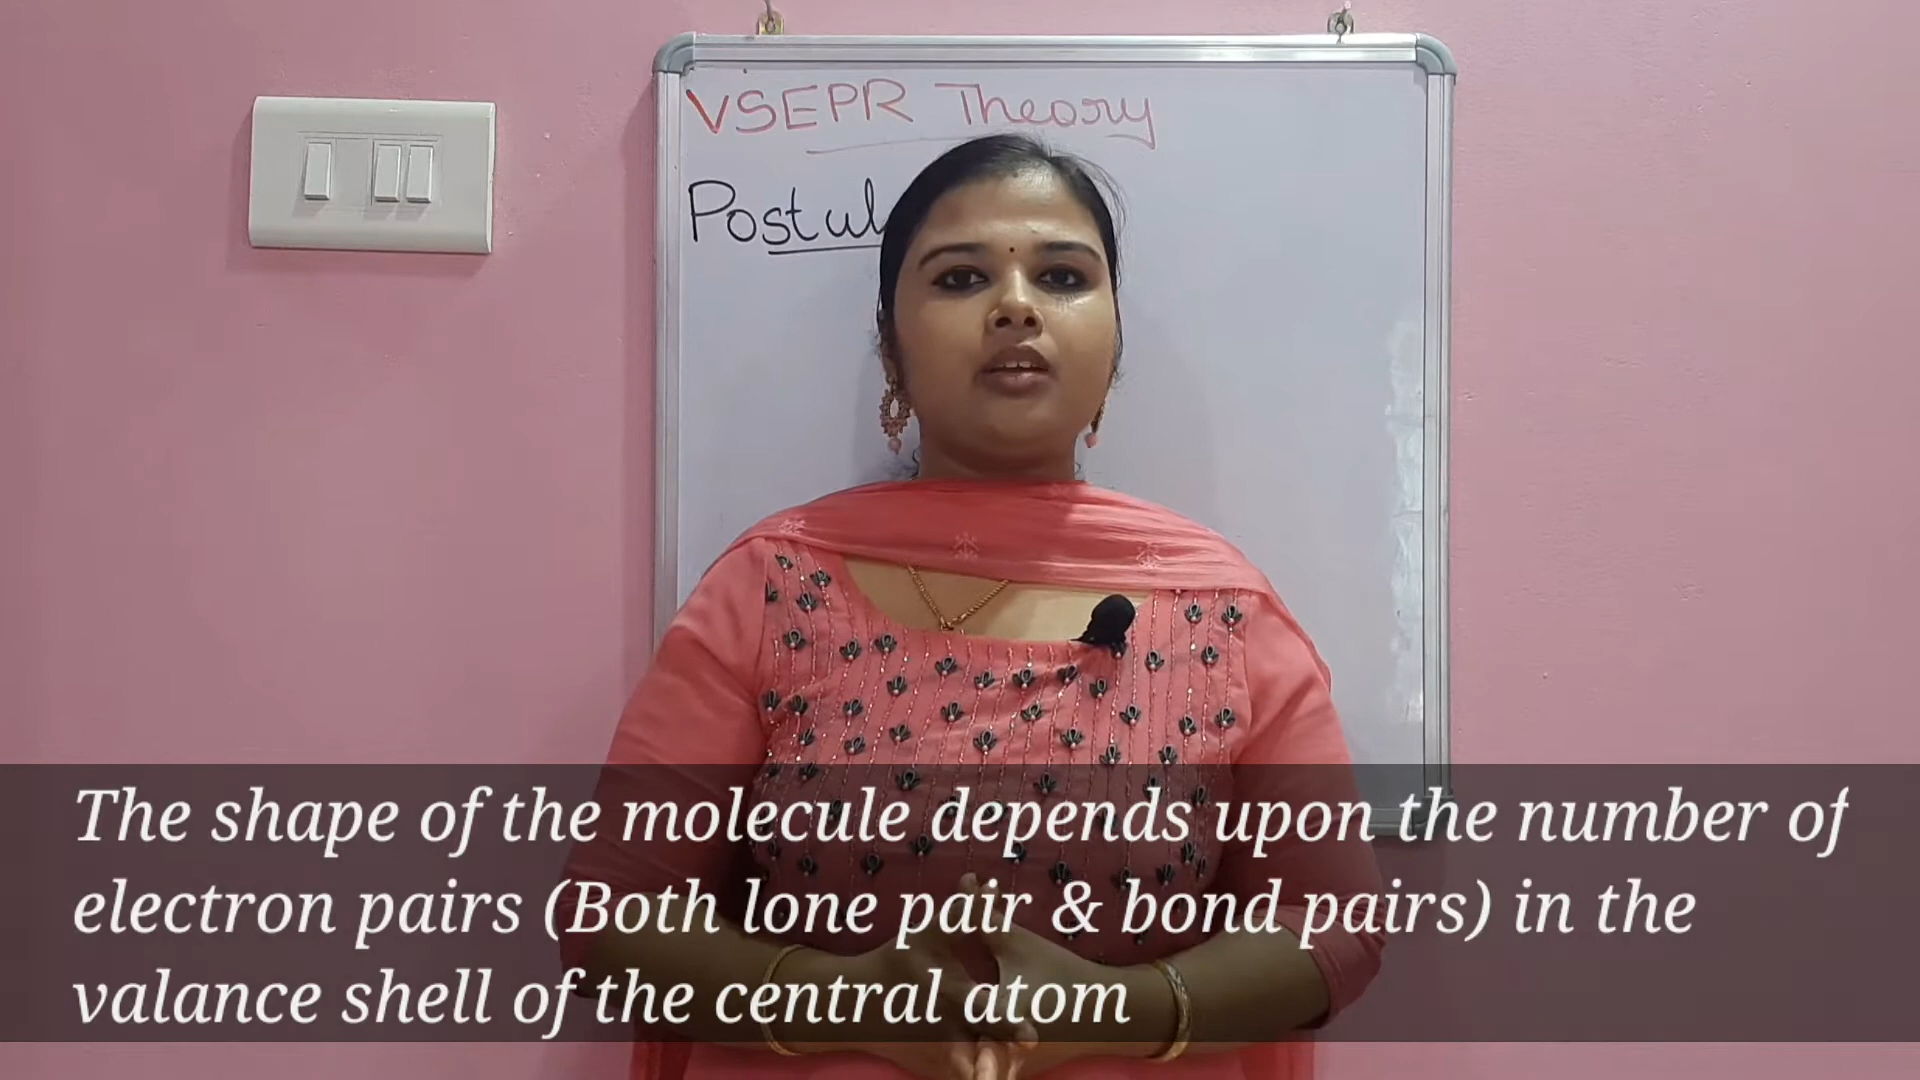 VSEPR Theory
Postul
The shape of the molecule depends upon the number of
electron pairs (Both lone pair & bond pairs) in the
valance shell of the central atom